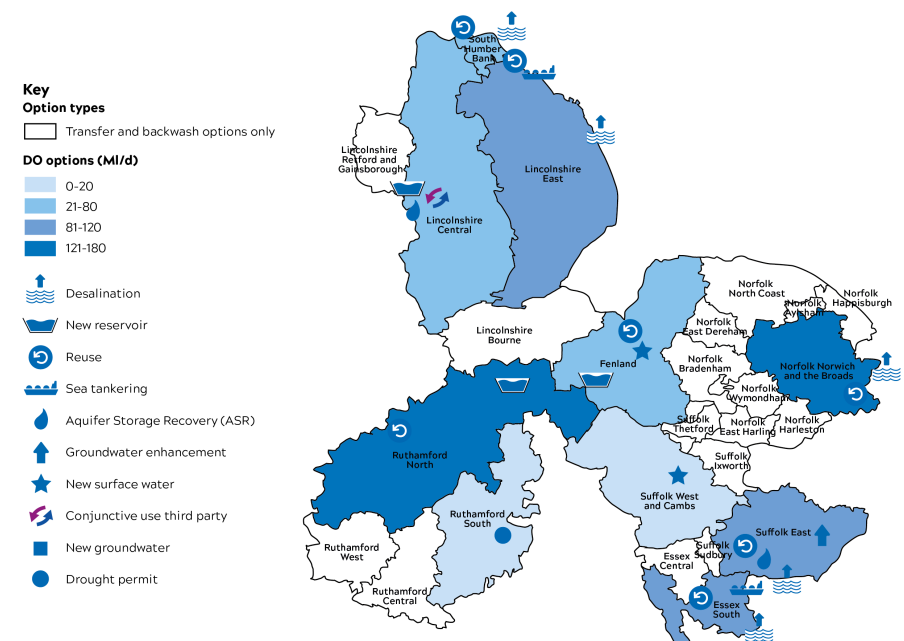 Key
Option types
Transfer and backwash options only
DO options (Ml/d)
0-20
21-80
81-120
121-180
Desalination
New reservoir
Reuse
Sea tankering
Aquifer Storage Recovery (ASR)
Groundwater enhancement
New surface water
Conjunctive use third party
New groundwater
Drought permit
South
Humber
Bank
Lincolnshire
Retford and
Gainsborough
Lincolnshire
East
Lincolnshire
Central
Lincolnshire
Bourne
Fenland
Norfolk
North Coast
Norfolk
Happisburgh
Norfolk
Aylsham
Norfolk
East Dereham
Norfolk
Bradenham
Norfolk Norwich
and the Broads
Norfolk
Wymondham
Suffolk
Thetford
Norfolk
East Harling
Norfolk
Harleston
Suffolk
Ixworth
Ruthamford
North
Ruthamford
South
Suffolk West
and Cambs
Suffolk East
Suffolk
Sudbury
Essex
Central
Essex
South
Ruthamford
West
Ruthamford
Central